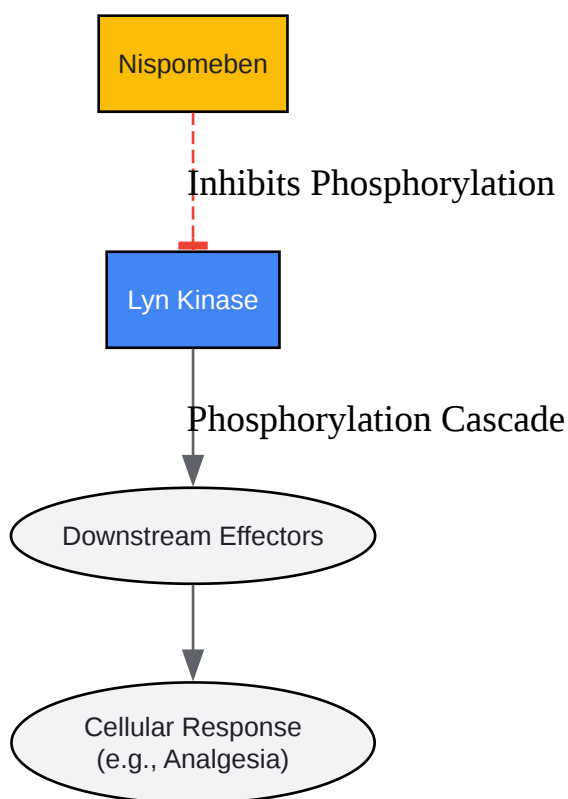 Nispomeben
Inhibits Phosphorylation
Lyn Kinase
Phosphorylation Cascade
Downstream Effectors
Cellular Response
(e.g., Analgesia)